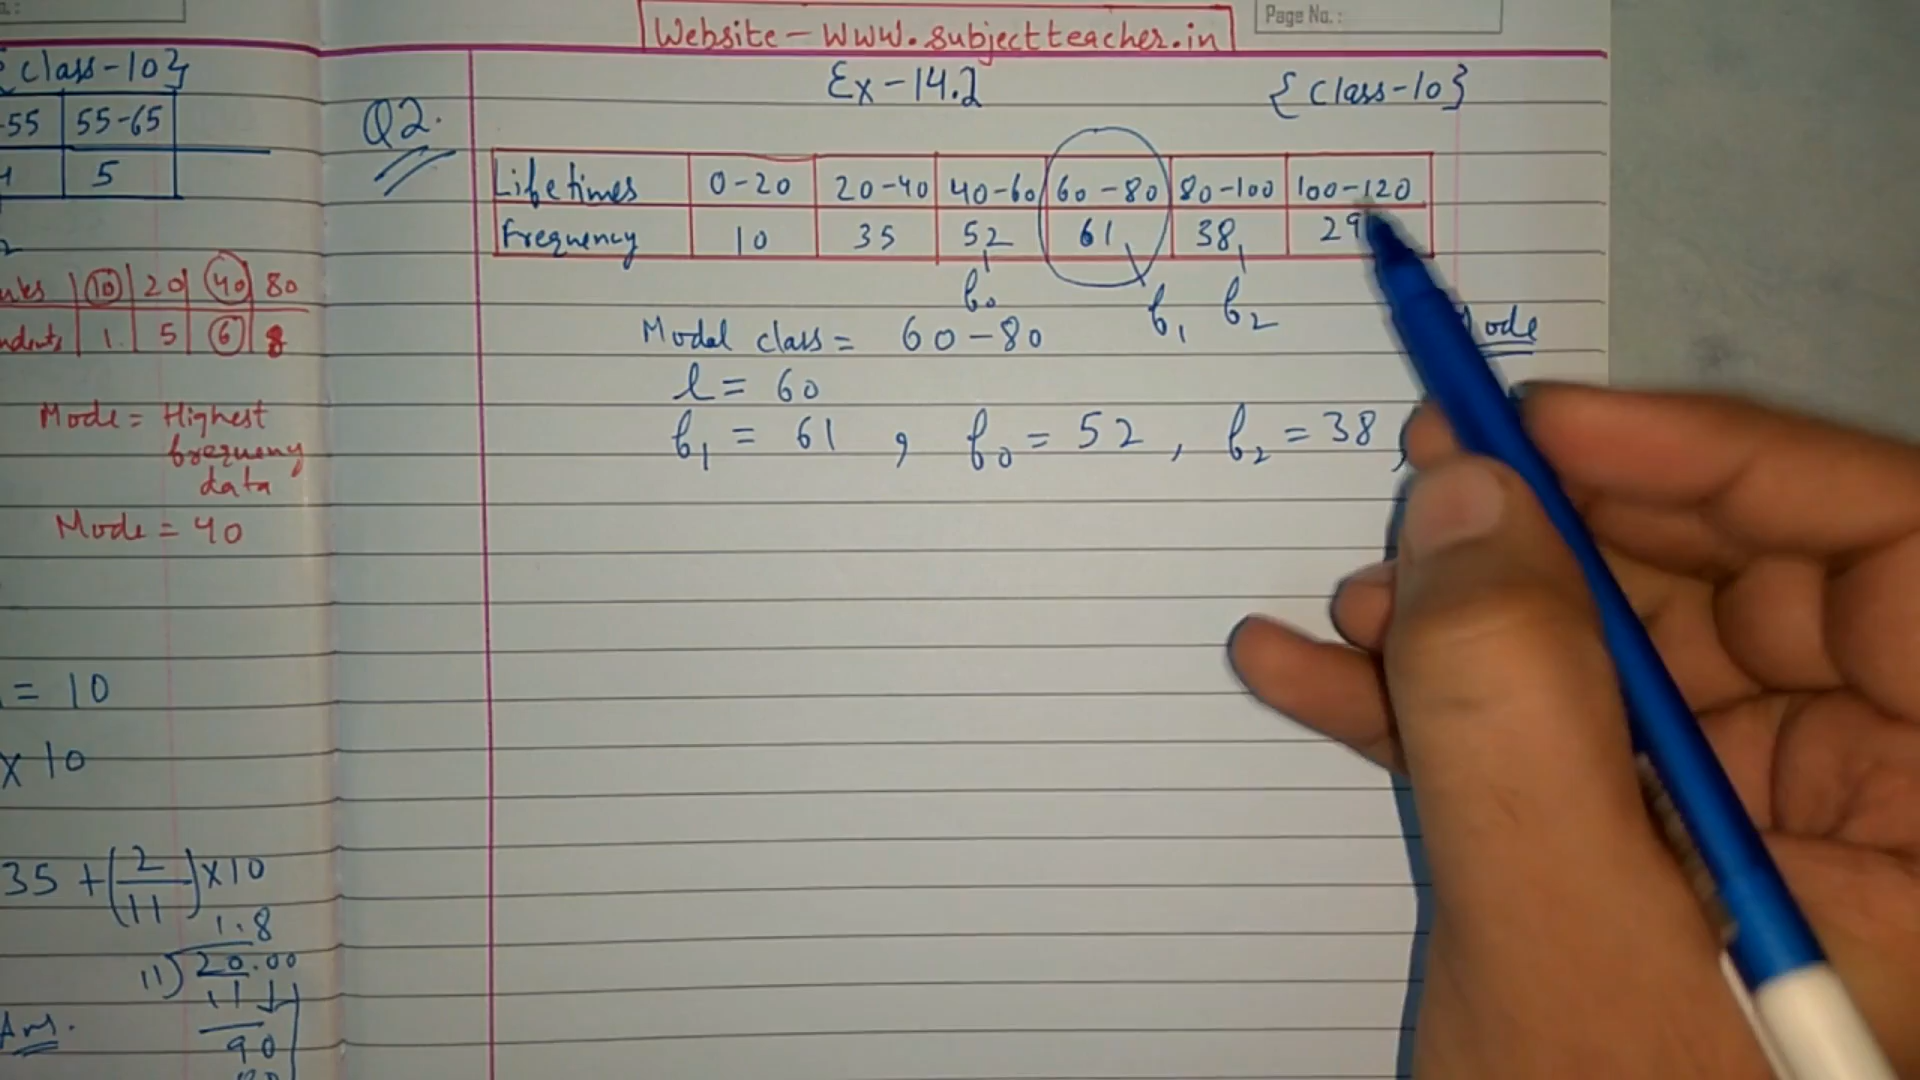 Website - www.subjectteacher.in
Page No.:
Ex-14.2
{Class-10}
Q2.
Lifetimes 0-20 20-40 40-60 60-80 80-100 100-120
Frequency 10 35 52 61 38 29
f0 f1 f2
Modal class = 60-80
Mode
l = 60
f1 = 61, f0 = 52, f2 = 38,
{Class-10}
-55 55-65
5
10 20 40 80
1 5 6 8
Mode = Highest
frequency
data
Mode = 40
= 10
x 10
35 + (2/11) x 10
1.8
11) 20.00
11
90
Ans.